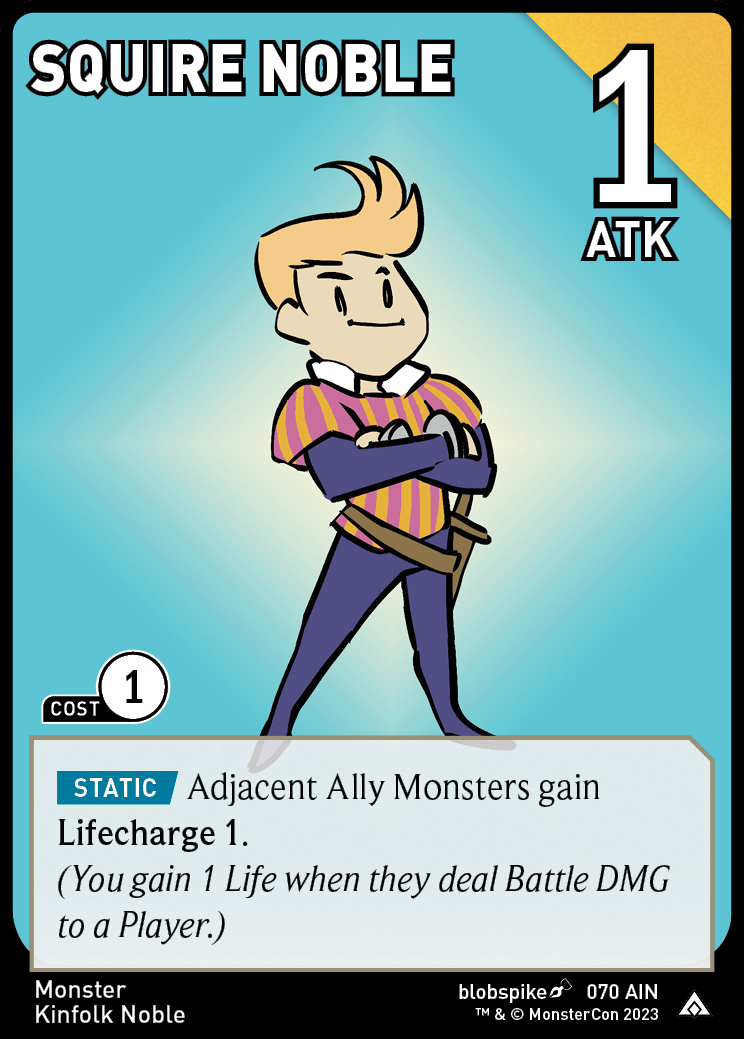 SQUIRE NOBLE
1
ATK
COST 1
STATIC Adjacent Ally Monsters gain
Lifecharge 1.
(You gain 1 Life when they deal Battle DMG
to a Player.)
Monster
Kinfolk Noble
blobspike 070 AIN
™ & © MonsterCon 2023